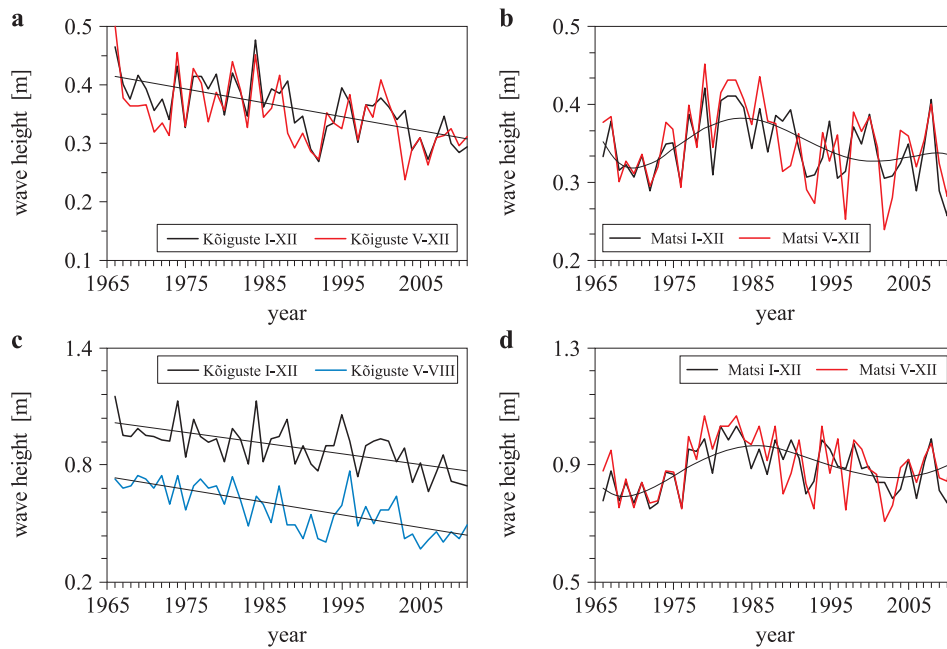 a
0.5
0.4
0.3
0.2
0.1
wave height [m]
Kõiguste I-XII
Kõiguste V-XII
1965
1975
1985
1995
2005
year
b
0.5
0.4
0.3
0.2
wave height [m]
Matsi I-XII
Matsi V-XII
1965
1975
1985
1995
2005
year
c
1.4
0.8
0.2
wave height [m]
Kõiguste I-XII
Kõiguste V-VIII
1965
1975
1985
1995
2005
year
d
1.3
0.9
0.5
wave height [m]
Matsi I-XII
Matsi V-XII
1965
1975
1985
1995
2005
year